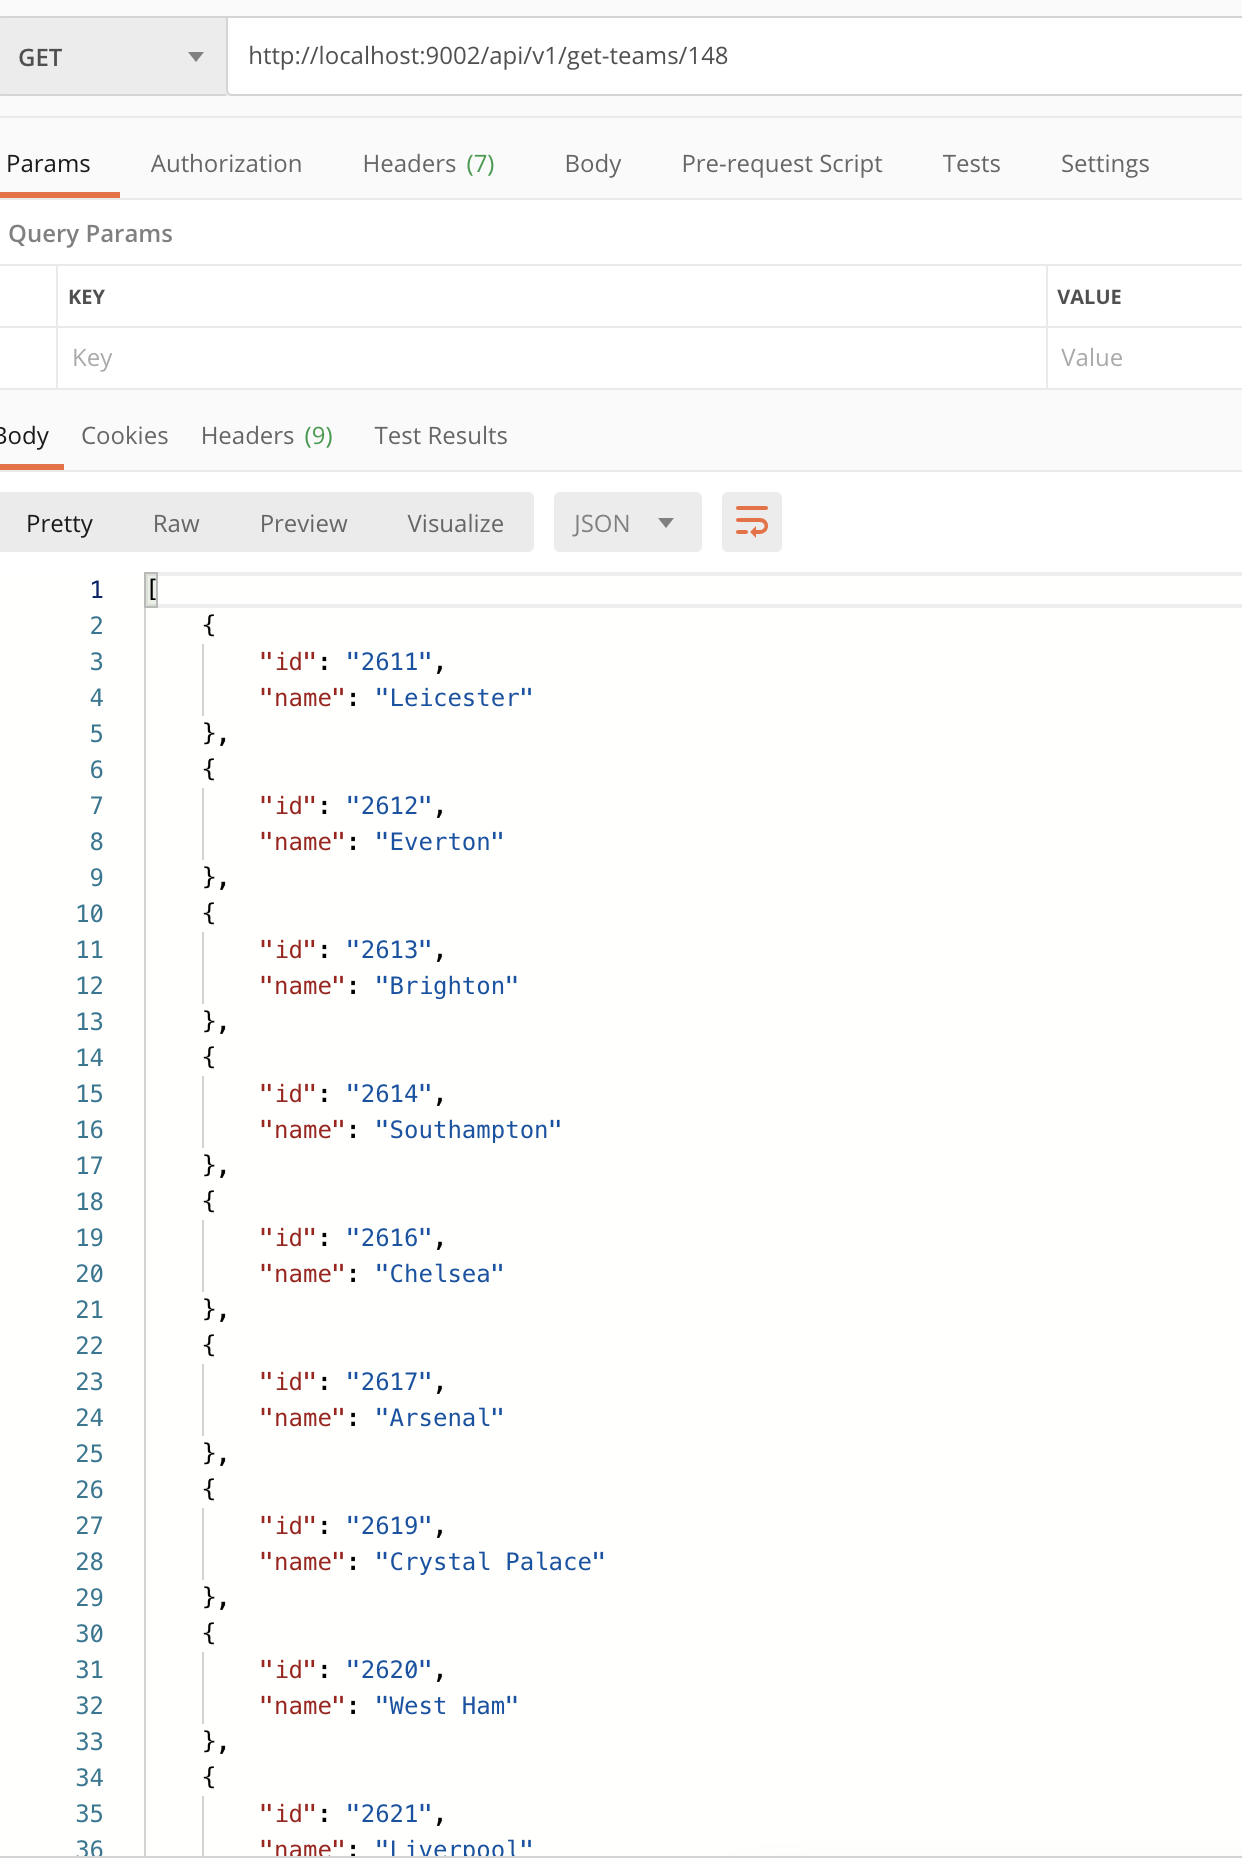 GET http://localhost:9002/api/v1/get-teams/148
Params Authorization Headers (7) Body Pre-request Script Tests Settings
Query Params
KEY VALUE
Key Value
Body Cookies Headers (9) Test Results
Pretty Raw Preview Visualize JSON
1 [
2 {
3 "id": "2611",
4 "name": "Leicester"
5 },
6 {
7 "id": "2612",
8 "name": "Everton"
9 },
10 {
11 "id": "2613",
12 "name": "Brighton"
13 },
14 {
15 "id": "2614",
16 "name": "Southampton"
17 },
18 {
19 "id": "2616",
20 "name": "Chelsea"
21 },
22 {
23 "id": "2617",
24 "name": "Arsenal"
25 },
26 {
27 "id": "2619",
28 "name": "Crystal Palace"
29 },
30 {
31 "id": "2620",
32 "name": "West Ham"
33 },
34 {
35 "id": "2621",
36 "name": "Liverpool"